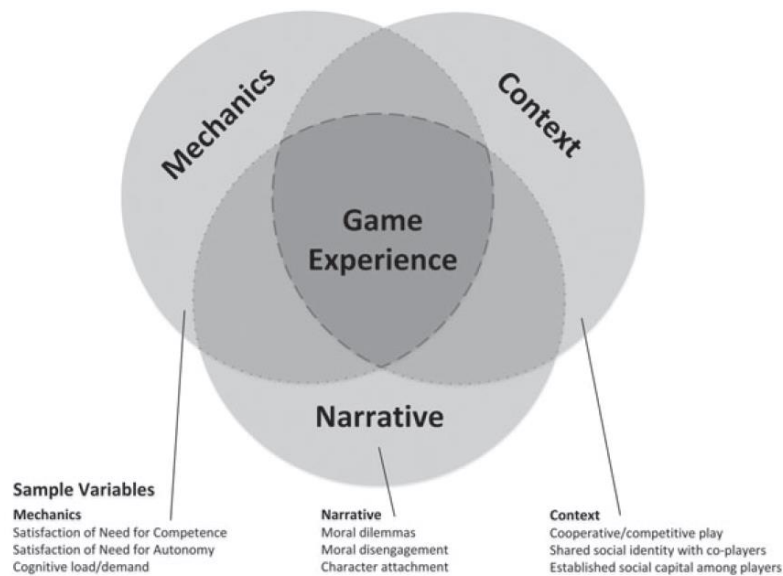 Mechanics
Context
Game
Experience
Narrative
Sample Variables
Mechanics
Satisfaction of Need for Competence
Satisfaction of Need for Autonomy
Cognitive load/demand
Narrative
Moral dilemmas
Moral disengagement
Character attachment
Context
Cooperative/competitive play
Shared social identity with co-players
Established social capital among players